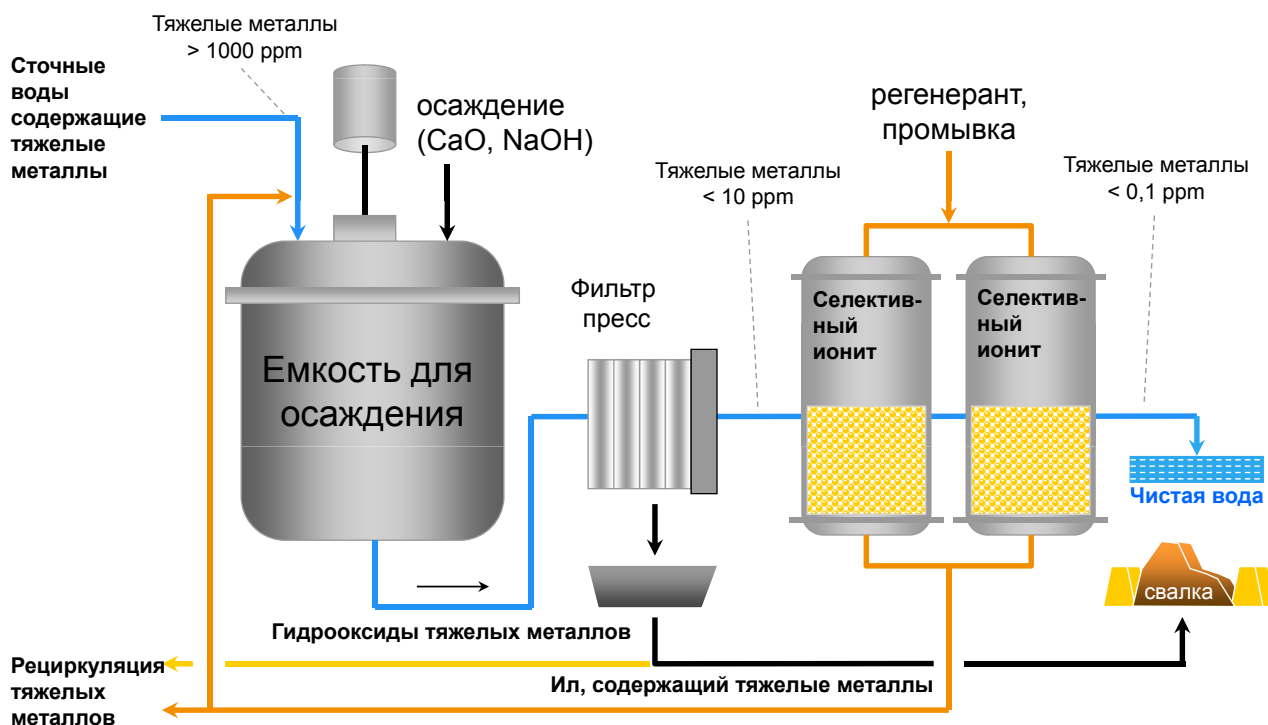 Тяжелые металлы
> 1000 ppm
Сточные
воды
содержащие
тяжелые
металлы
осаждение
(CaO, NaOH)
регенерант,
промывка
Тяжелые металлы
< 10 ppm
Тяжелые металлы
< 0,1 ppm
Фильтр
пресс
Селектив-
ный
ионит
Селектив-
ный
ионит
Емкость для
осаждения
Чистая вода
свалка
Гидрооксиды тяжелых металлов
Рециркуляция
тяжелых
металлов
Ил, содержащий тяжелые металлы